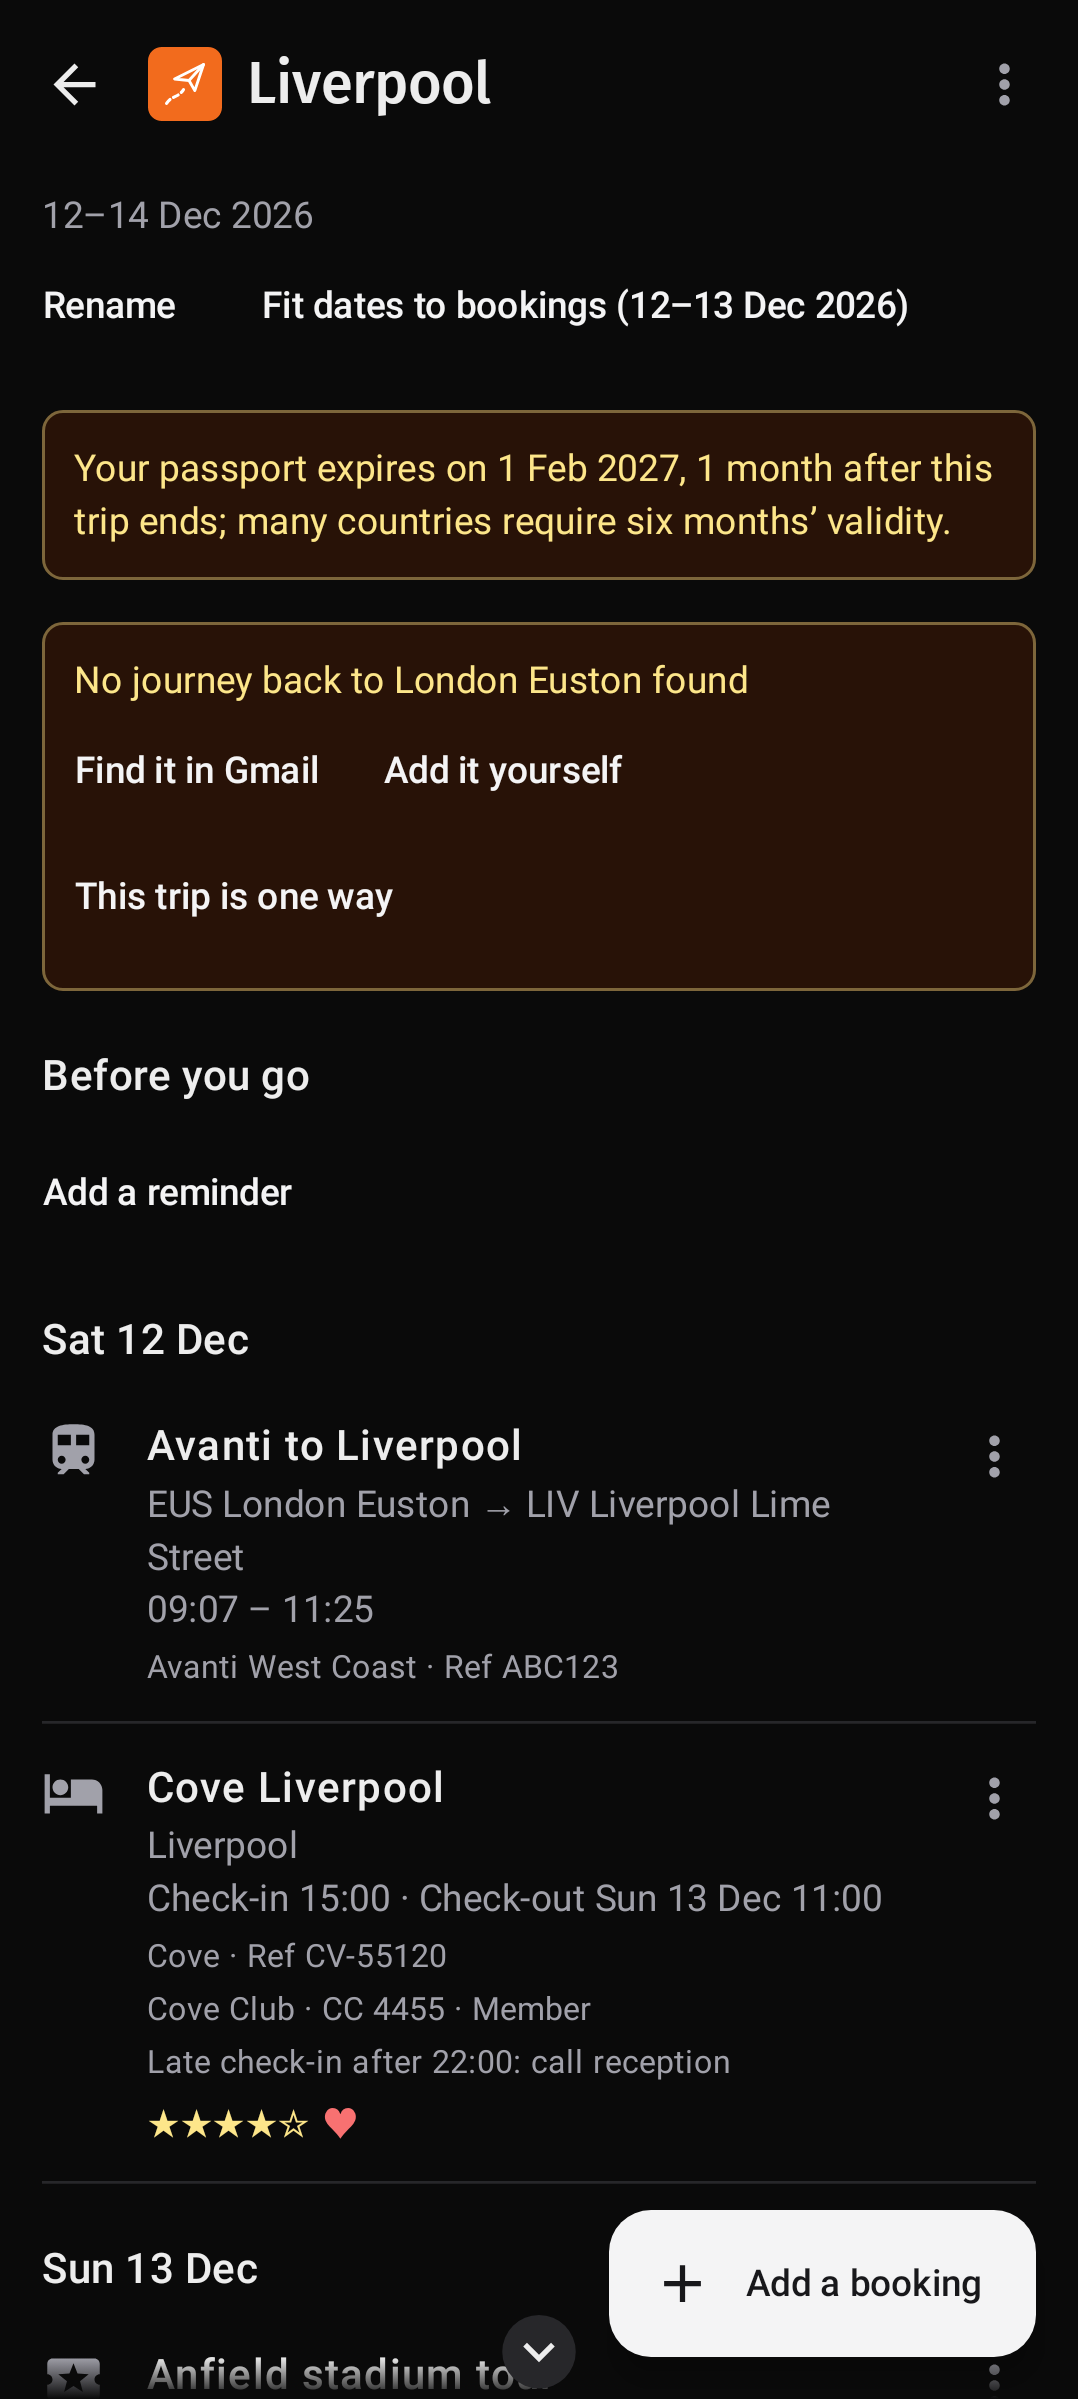 Liverpool
12–14 Dec 2026
Rename
Fit dates to bookings (12–13 Dec 2026)
Your passport expires on 1 Feb 2027, 1 month after this
trip ends; many countries require six months’ validity.
No journey back to London Euston found
Find it in Gmail
Add it yourself
This trip is one way
Before you go
Add a reminder
Sat 12 Dec
Avanti to Liverpool
EUS London Euston → LIV Liverpool Lime
Street
09:07 – 11:25
Avanti West Coast · Ref ABC123
Cove Liverpool
Liverpool
Check-in 15:00 · Check-out Sun 13 Dec 11:00
Cove · Ref CV-55120
Cove Club · CC 4455 · Member
Late check-in after 22:00: call reception
★★★★☆ ♥
Sun 13 Dec
Add a booking
Anfield stadium